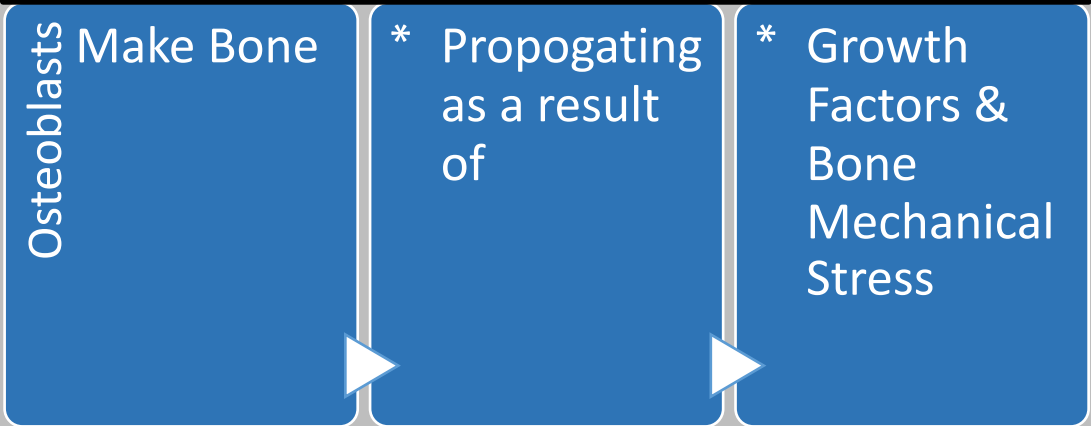 Osteoblasts
Make Bone
* Propogating
as a result
of
* Growth
Factors &
Bone
Mechanical
Stress